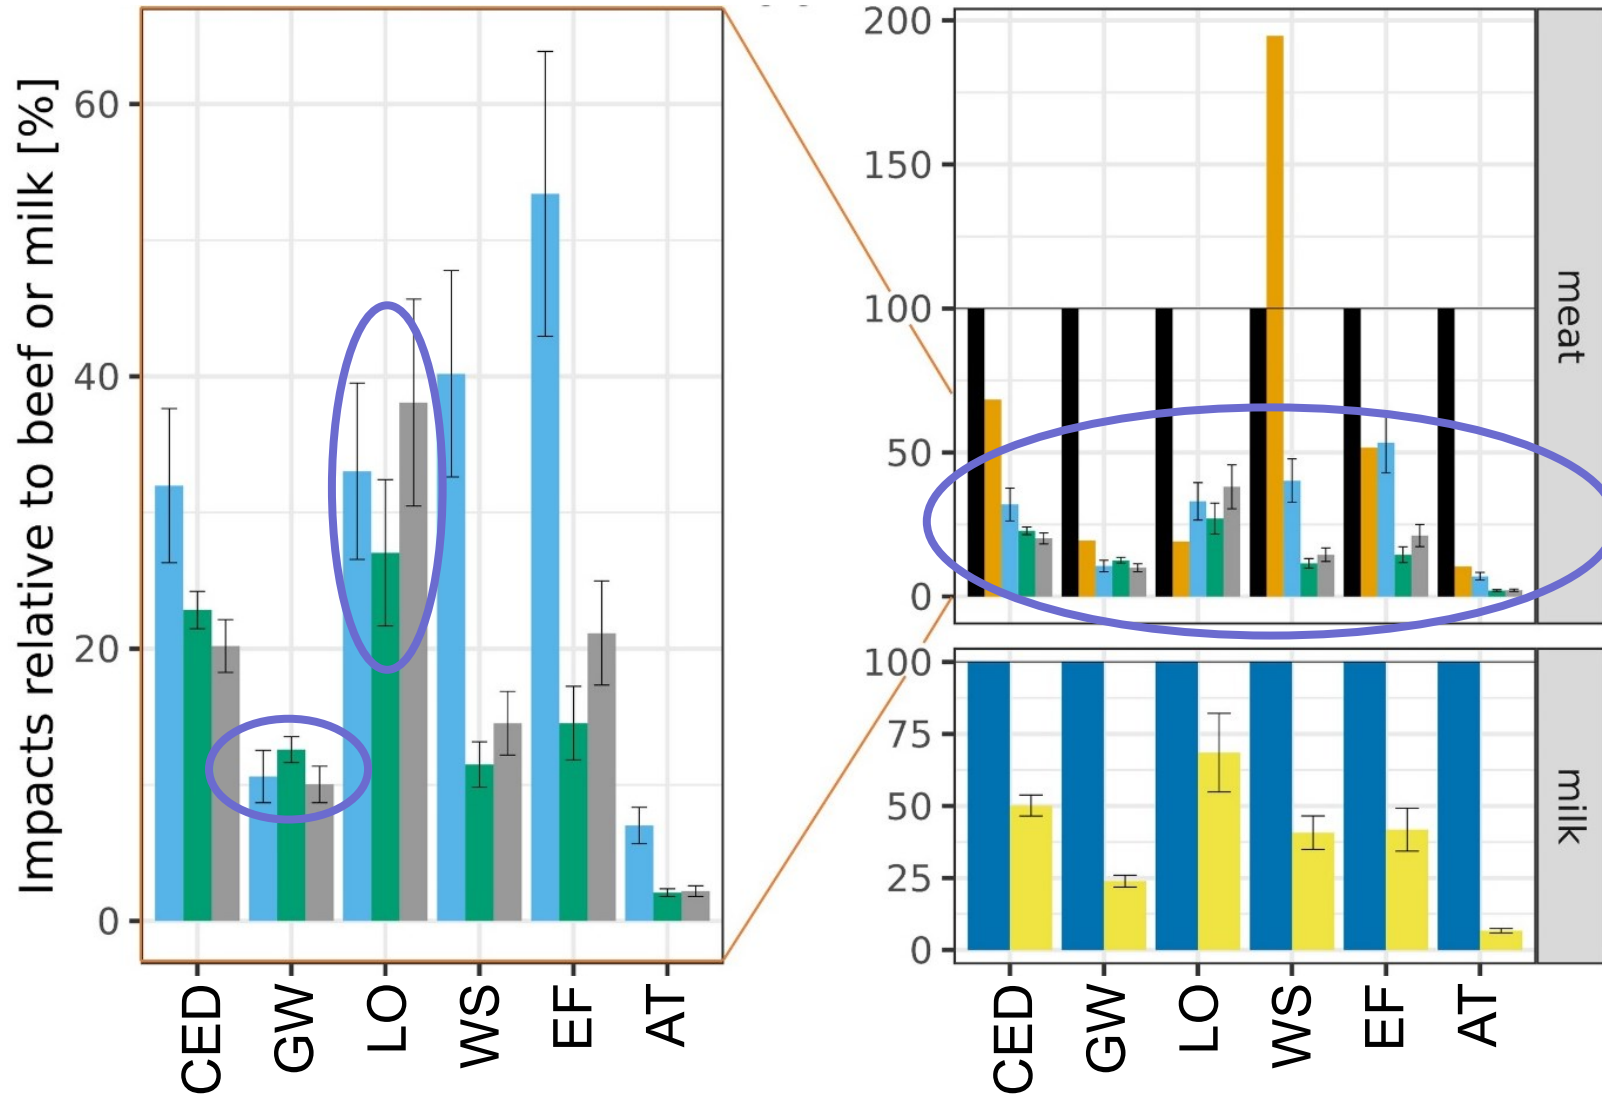 Impacts relative to beef or milk [%]
60
40
20
0
CED
GW
LO
WS
EF
AT
200
150
100
50
0
meat
100
75
50
25
0
milk
CED
GW
LO
WS
EF
AT